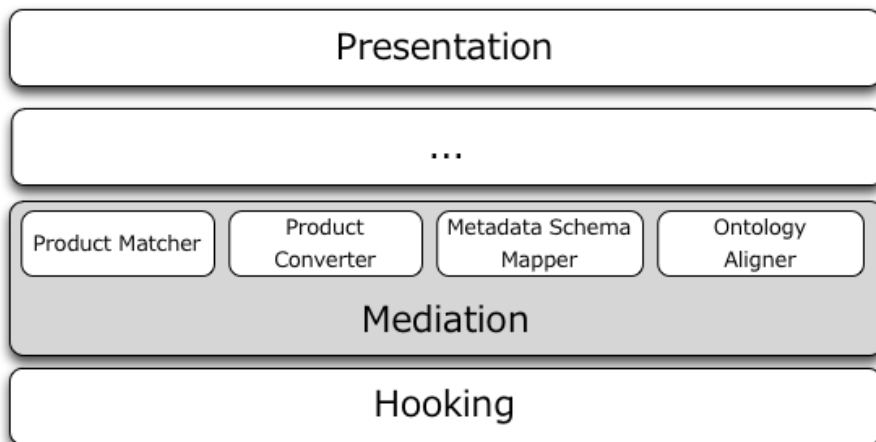 Presentation
...
Product Matcher
Product
Converter
Metadata Schema
Mapper
Ontology
Aligner
Mediation
Hooking